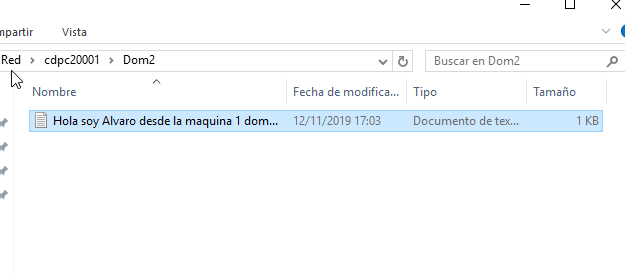 mpartir Vista
Red > cdpc20001 > Dom2 Buscar en Dom2
Nombre Fecha de modifica... Tipo Tamaño
Hola soy Alvaro desde la maquina 1 dom... 12/11/2019 17:03 Documento de tex... 1 KB